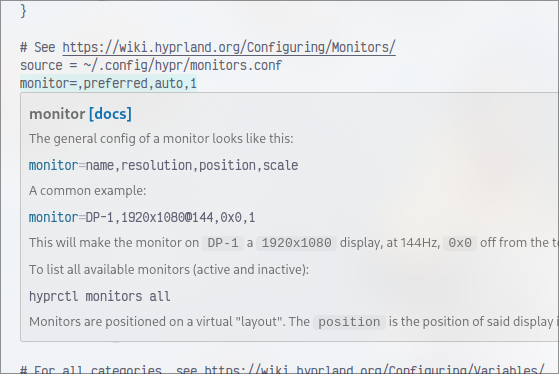 }
# See https://wiki.hyprland.org/Configuring/Monitors/
source = ~/.config/hypr/monitors.conf
monitor=,preferred,auto,1
monitor [docs]
The general config of a monitor looks like this:
monitor=name,resolution,position,scale
A common example:
monitor=DP-1,1920x1080@144,0x0,1
This will make the monitor on DP-1 a 1920x1080 display, at 144Hz, 0x0 off from the
To list all available monitors (active and inactive):
hyprctl monitors all
Monitors are positioned on a virtual "layout". The position is the position of said display
# For all categories, see https://wiki.hyprland.org/Configuring/Variables/